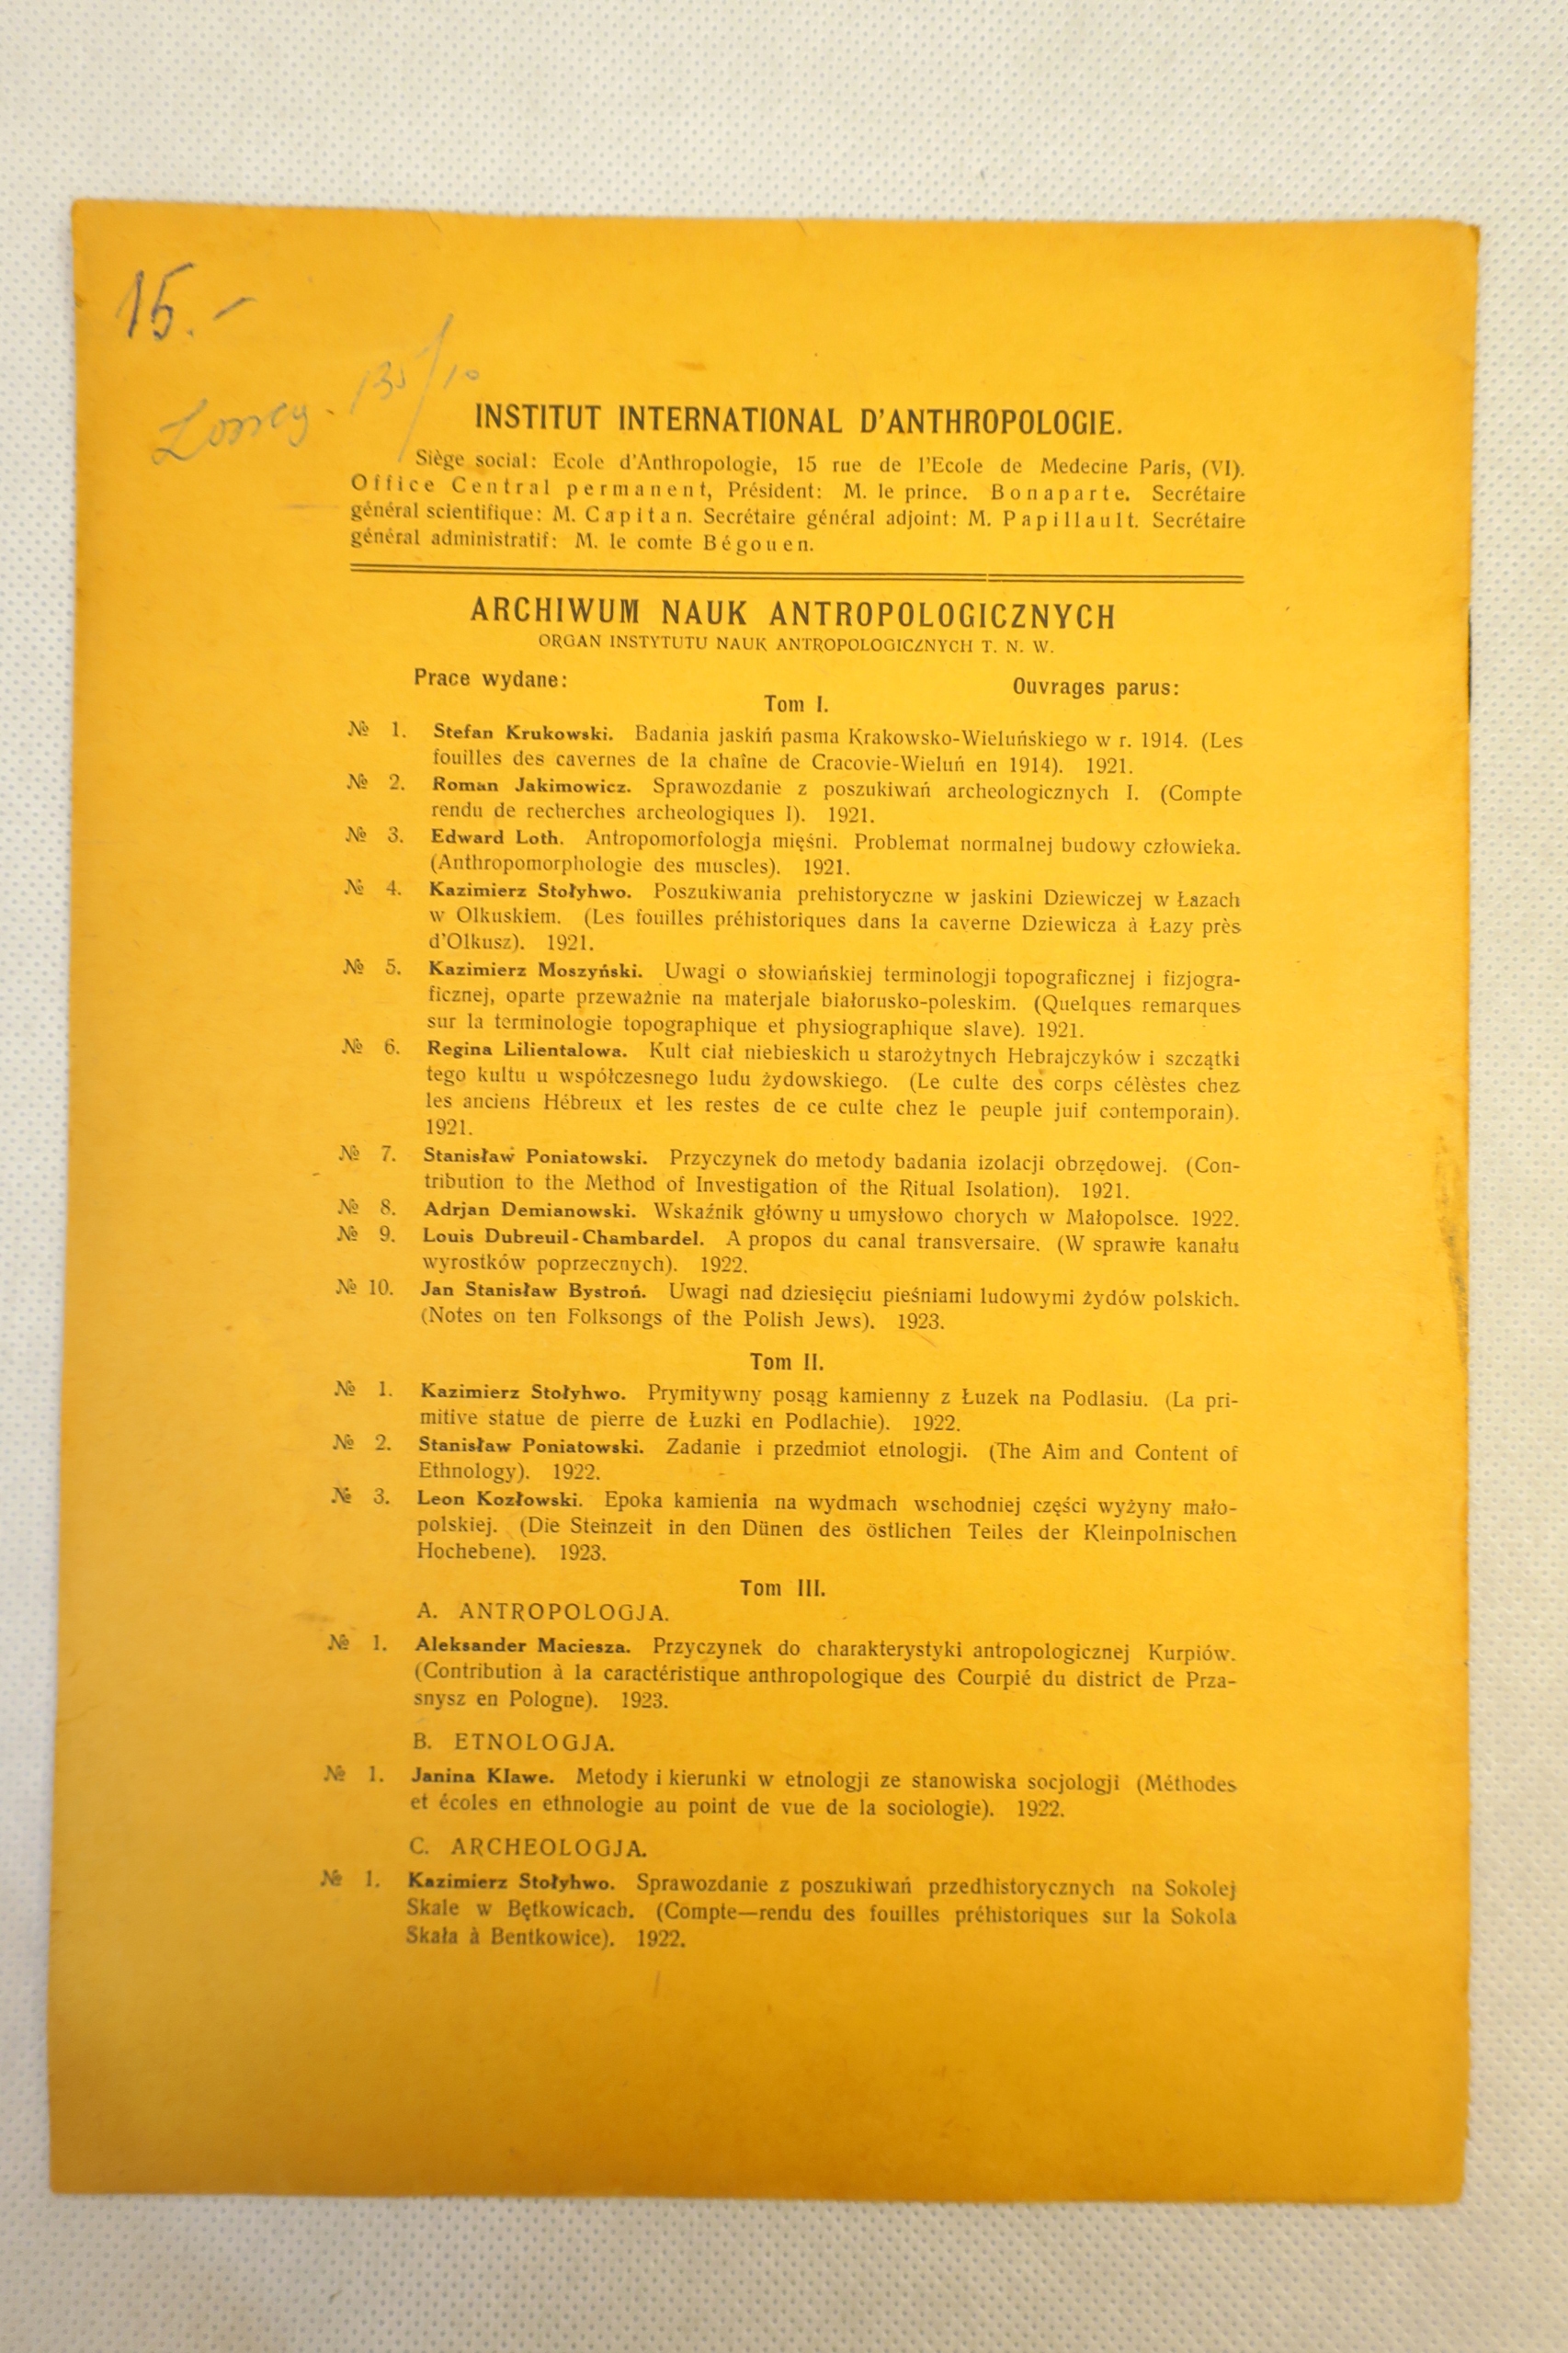 15.-
INSTITUT INTERNATIONAL D'ANTHROPOLOGIE.
Siège social: Ecole d'Anthropologie, 15 rue de l'Ecole de Medecine Paris, (VI).
Office Central permanent, Président: M. le prince. Bonaparte. Secrétaire
général scientifique: M. Capitan. Secrétaire général adjoint: M. Papillault. Secrétaire
général administratif: M. le comte Bégouen.
ARCHIWUM NAUK ANTROPOLOGICZNYCH
ORGAN INSTYTUTU NAUK ANTROPOLOGICZNYCH T. N. W.
Prace wydane: Ouvrages parus:
Tom I.
№ 1. Stefan Krukowski. Badania jaskiń pasma Krakowsko-Wieluńskiego w r. 1914. (Les
fouilles des cavernes de la chaîne de Cracovie-Wieluń en 1914). 1921.
№ 2. Roman Jakimowicz. Sprawozdanie z poszukiwań archeologicznych I. (Compte
rendu de recherches archeologiques I). 1921.
№ 3. Edward Loth. Antropomorfologja mięśni. Problemat normalnej budowy człowieka.
(Anthropomorphologie des muscles). 1921.
№ 4. Kazimierz Stołyhwo. Poszukiwania prehistoryczne w jaskini Dziewiczej w Łazach
w Olkuskiem. (Les fouilles préhistoriques dans la caverne Dziewicza à Łazy près
d'Olkusz). 1921.
№ 5. Kazimierz Moszyński. Uwagi o słowiańskiej terminologji topograficznej i fizjogra-
ficznej, oparte przeważnie na materjale białorusko-poleskim. (Quelques remarques
sur la terminologie topographique et physiographique slave). 1921.
№ 6. Regina Lilientalowa. Kult ciał niebieskich u starożytnych Hebrajczyków i szczątki
tego kultu u współczesnego ludu żydowskiego. (Le culte des corps célèstes chez
les anciens Hébreux et les restes de ce culte chez le peuple juif contemporain).
1921.
№ 7. Stanisław Poniatowski. Przyczynek do metody badania izolacji obrzędowej. (Con-
tribution to the Method of Investigation of the Ritual Isolation). 1921.
№ 8. Adrjan Demianowski. Wskaźnik główny u umysłowo chorych w Małopolsce. 1922.
№ 9. Louis Dubreuil-Chambardel. A propos du canal transversaire. (W sprawie kanału
wyrostków poprzecznych). 1922.
№ 10. Jan Stanisław Bystroń. Uwagi nad dziesięciu pieśniami ludowymi żydów polskich.
(Notes on ten Folksongs of the Polish Jews). 1923.
Tom II.
№ 1. Kazimierz Stołyhwo. Prymitywny posąg kamienny z Łuzek na Podlasiu. (La pri-
mitive statue de pierre de Łuzki en Podlachie). 1922.
№ 2. Stanisław Poniatowski. Zadanie i przedmiot etnologji. (The Aim and Content of
Ethnology). 1922.
№ 3. Leon Kozłowski. Epoka kamienia na wydmach wschodniej części wyżyny mało-
polskiej. (Die Steinzeit in den Dünen des östlichen Teiles der Kleinpolnischen
Hochebene). 1923.
Tom III.
A. ANTROPOLOGJA.
№ 1. Aleksander Maciesza. Przyczynek do charakterystyki antropologicznej Kurpiów.
(Contribution à la caractéristique anthropologique des Courpié du district de Prza-
snysz en Pologne). 1923.
B. ETNOLOGJA.
№ 1. Janina Klawe. Metody i kierunki w etnologji ze stanowiska socjologji (Méthodes
et écoles en ethnologie au point de vue de la sociologie). 1922.
C. ARCHEOLOGJA.
№ 1. Kazimierz Stołyhwo. Sprawozdanie z poszukiwań przedhistorycznych na Sokolej
Skale w Bętkowicach. (Compte—rendu des fouilles préhistoriques sur la Sokola
Skała à Bentkowice). 1922.